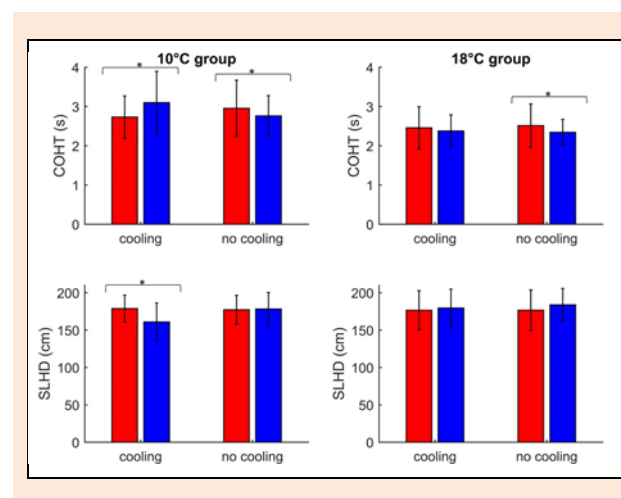 10°C group
18°C group
*
*
*
COHT (s)
4
3
2
1
0
cooling
no cooling
COHT (s)
4
3
2
1
0
cooling
no cooling
*
SLHD (cm)
200
150
100
50
0
cooling
no cooling
SLHD (cm)
200
150
100
50
0
cooling
no cooling